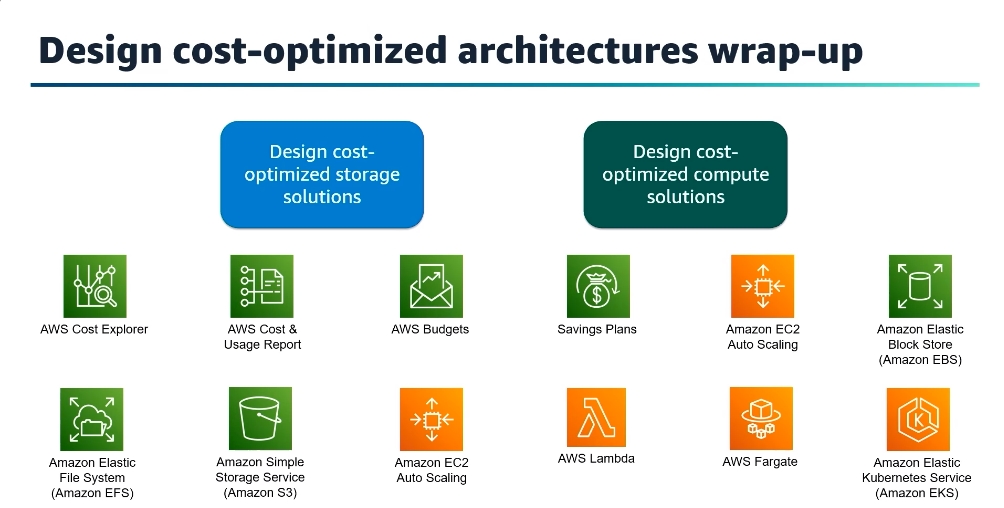 Design cost-optimized architectures wrap-up
Design cost-
optimized storage
solutions
Design cost-
optimized compute
solutions
AWS Cost Explorer
AWS Cost &
Usage Report
AWS Budgets
$
Savings Plans
Amazon EC2
Auto Scaling
Amazon Elastic
Block Store
(Amazon EBS)
Amazon Elastic
File System
(Amazon EFS)
Amazon Simple
Storage Service
(Amazon S3)
Amazon EC2
Auto Scaling
AWS Lambda
AWS Fargate
K
Amazon Elastic
Kubernetes Service
(Amazon EKS)